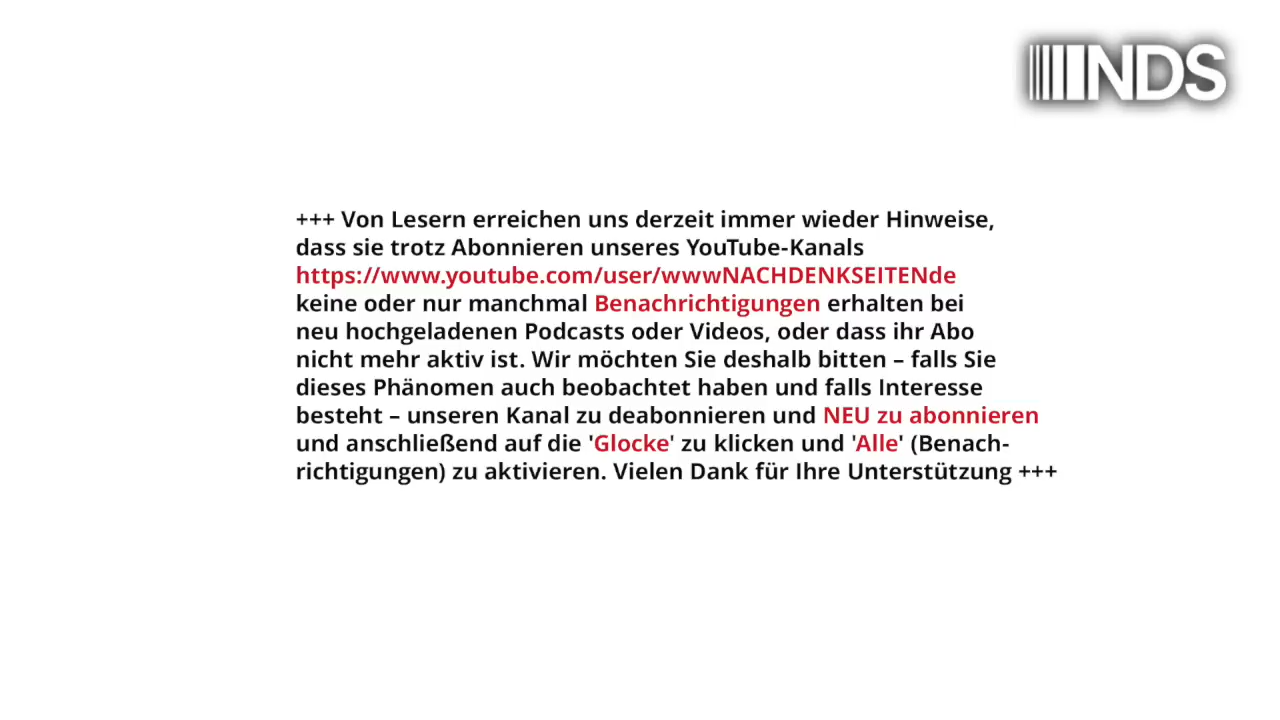 NDS
+++ Von Lesern erreichen uns derzeit immer wieder Hinweise,
dass sie trotz Abonnieren unseres YouTube-Kanals
https://www.youtube.com/user/wwwNACHDENKSEITENde
keine oder nur manchmal Benachrichtigungen erhalten bei
neu hochgeladenen Podcasts oder Videos, oder dass ihr Abo
nicht mehr aktiv ist. Wir möchten Sie deshalb bitten – falls Sie
dieses Phänomen auch beobachtet haben und falls Interesse
besteht – unseren Kanal zu deabonnieren und NEU zu abonnieren
und anschließend auf die 'Glocke' zu klicken und 'Alle' (Benach-
richtigungen) zu aktivieren. Vielen Dank für Ihre Unterstützung +++